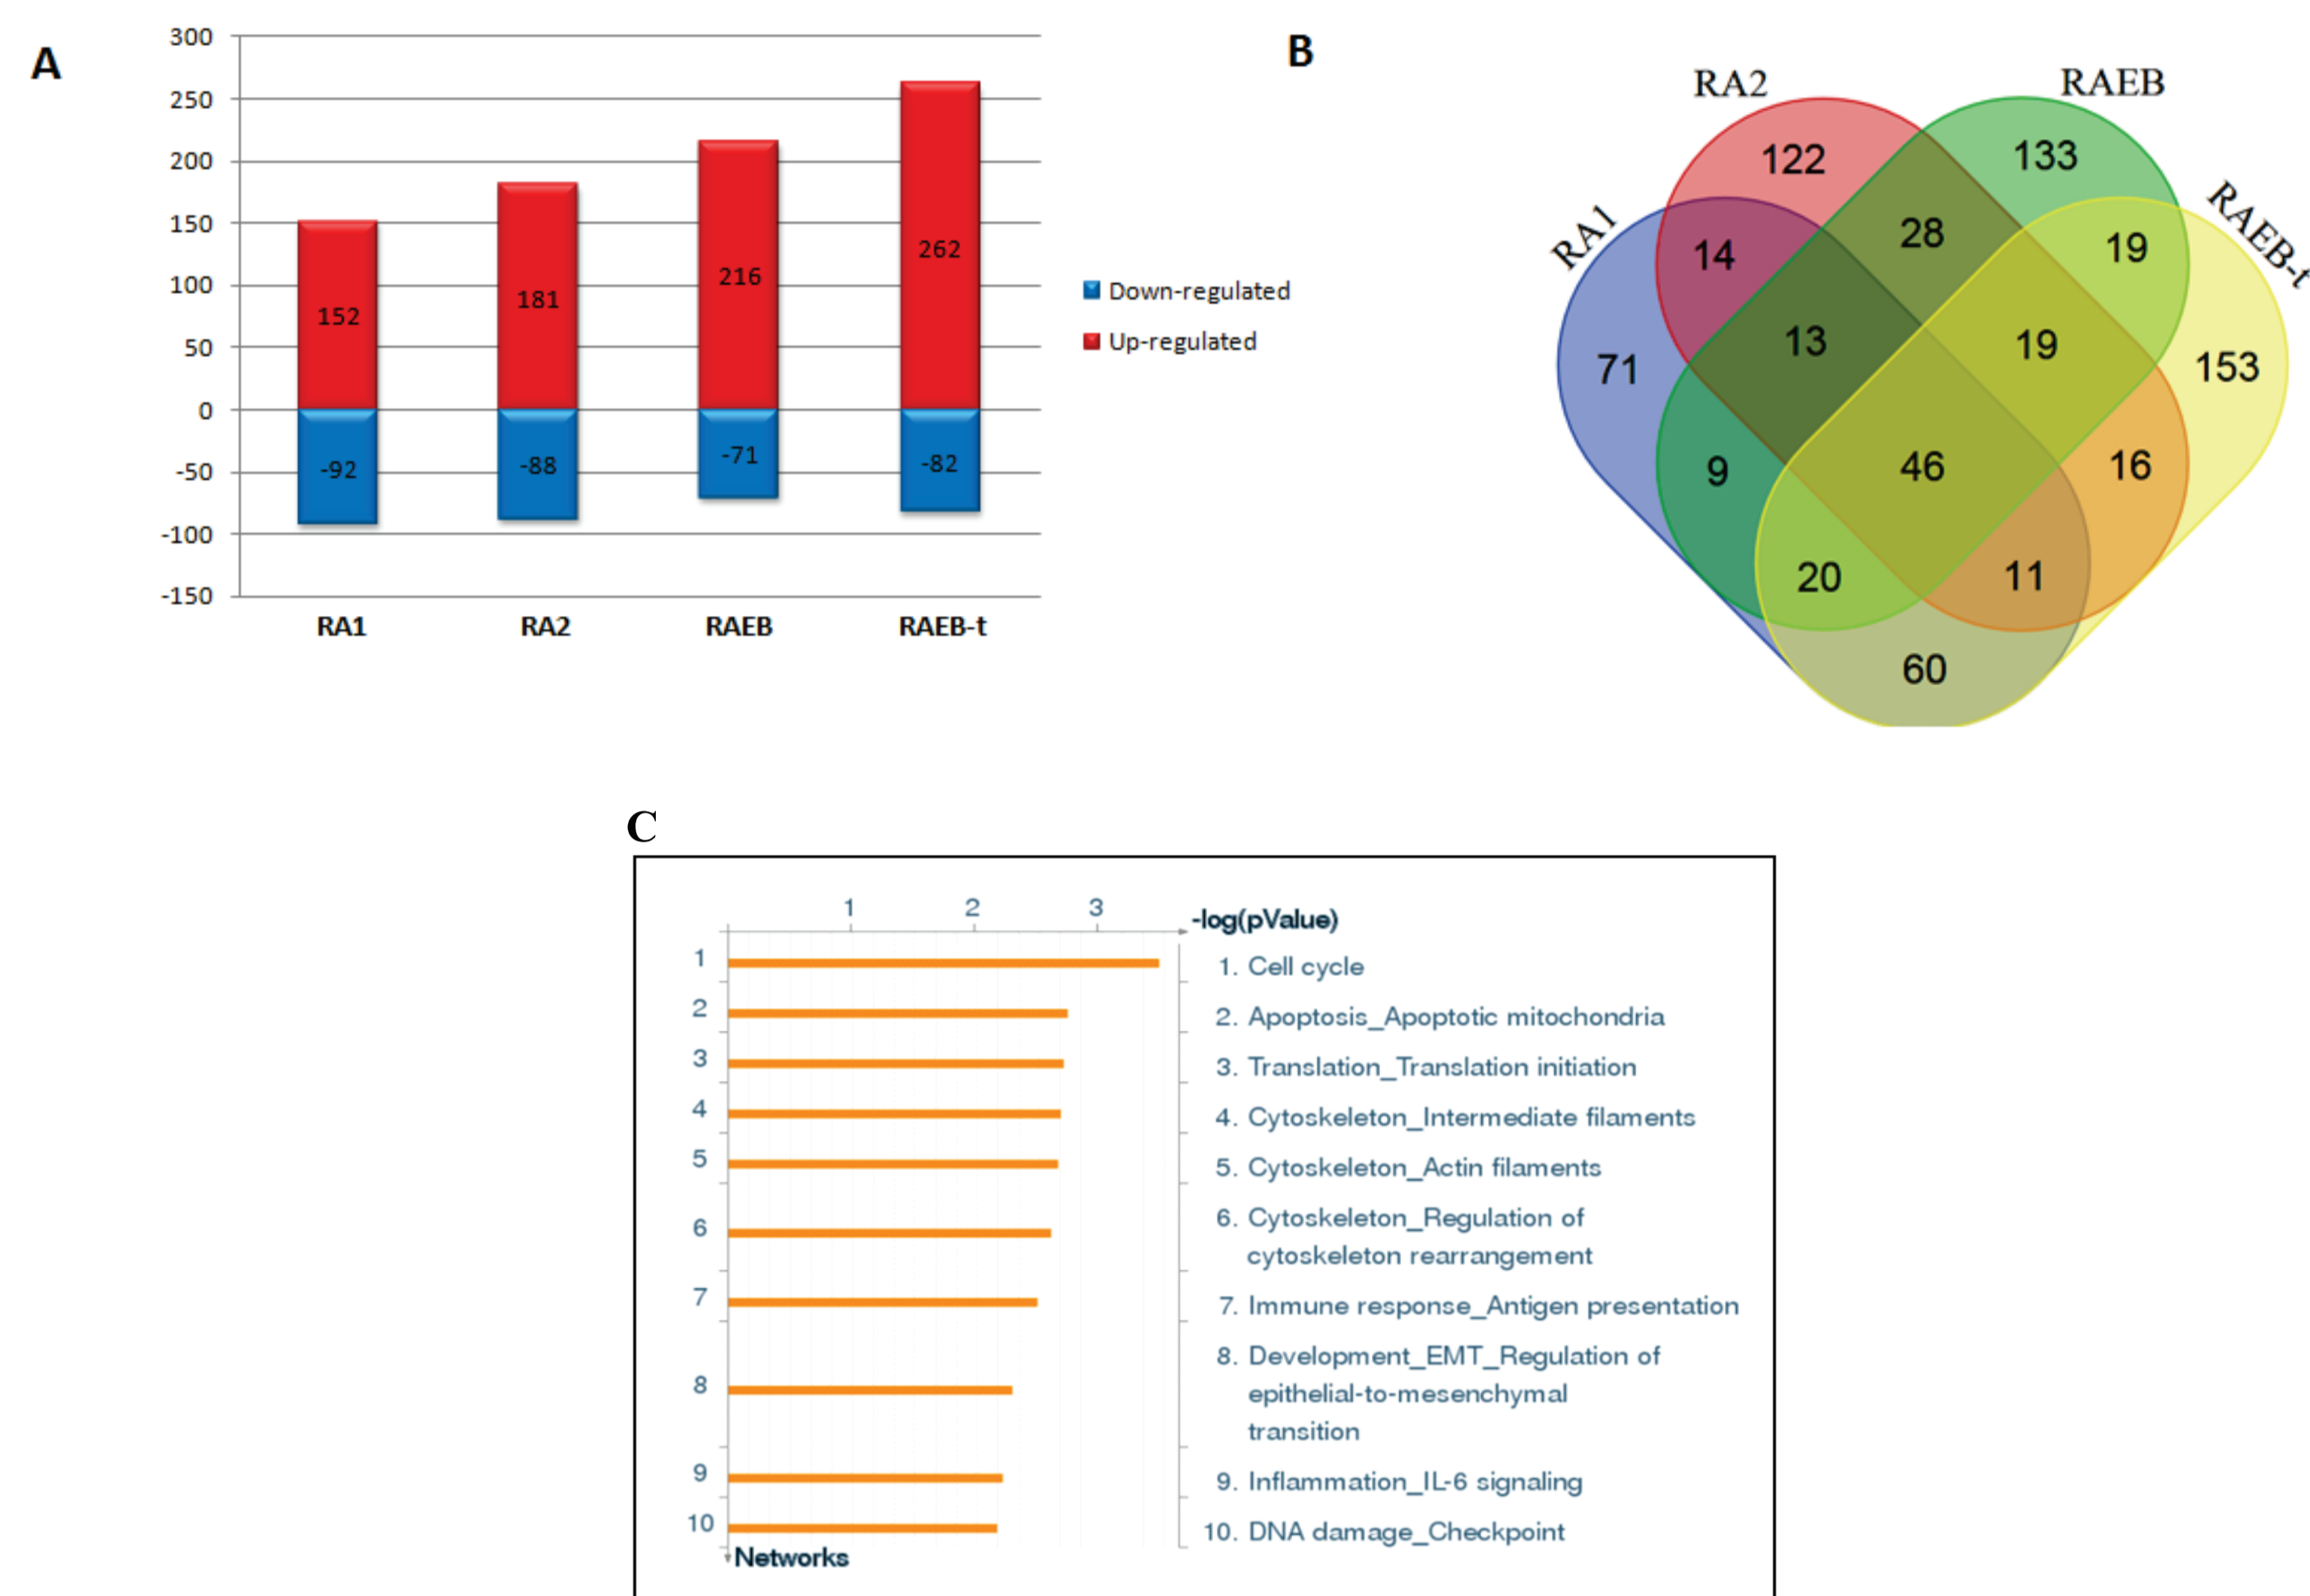 A
300
250
200
150
100
50
0
-50
-100
-150
152
181
216
262
-92
-88
-71
-82
RA1 RA2 RAEB RAEB-t
Down-regulated
Up-regulated
B
RA2 RAEB
RA1
RAEB-t
122
133
14
28
19
71
13
19
153
9
46
16
20
11
60
C
1 2 3
-log(pValue)
1
2
3
4
5
6
7
8
9
10
Networks
1. Cell cycle
2. Apoptosis_Apoptotic mitochondria
3. Translation_Translation initiation
4. Cytoskeleton_Intermediate filaments
5. Cytoskeleton_Actin filaments
6. Cytoskeleton_Regulation of
cytoskeleton rearrangement
7. Immune response_Antigen presentation
8. Development_EMT_Regulation of
epithelial-to-mesenchymal
transition
9. Inflammation_IL-6 signaling
10. DNA damage_Checkpoint